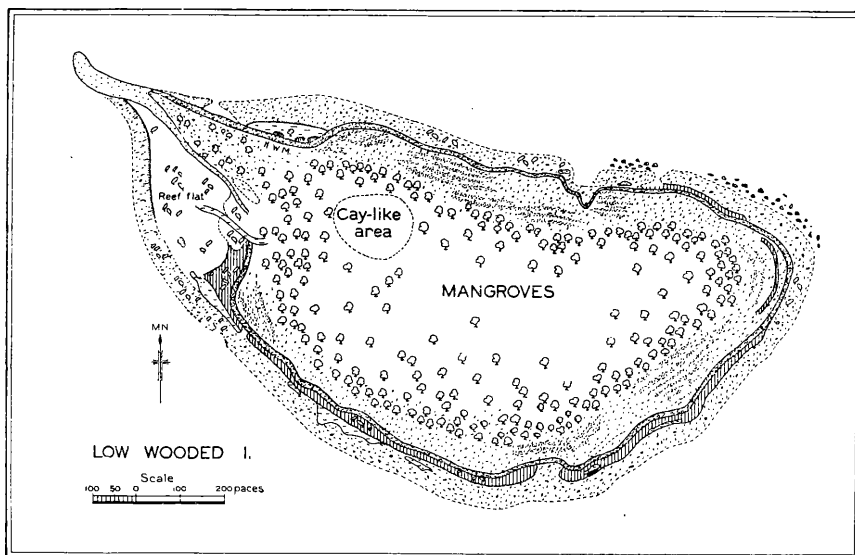 H.W.M.
Reef flat
Cay-like
area
MANGROVES
MN
LOW WOODED I.
Scale
100 50 0 100 200 paces